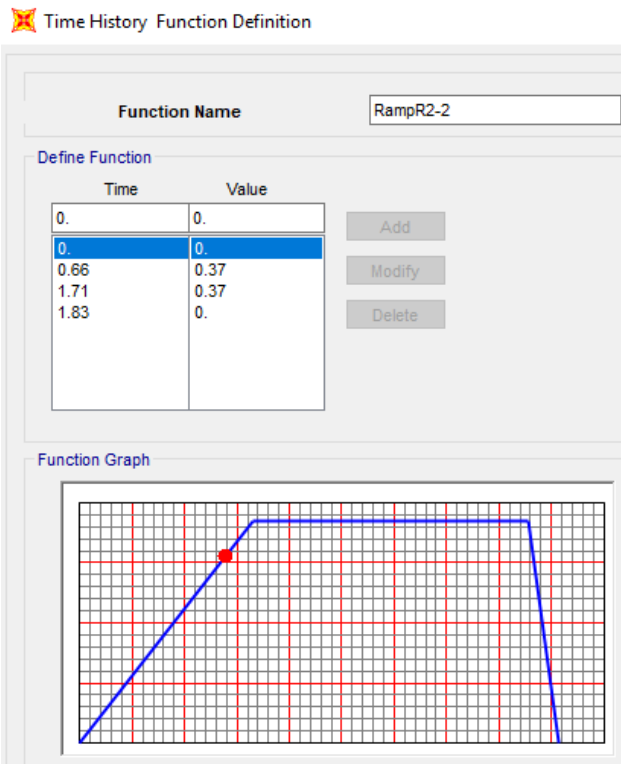 Time History Function Definition
Function Name
RampR2-2
Define Function
Time Value
0. 0.
0. 0.
0.66 0.37
1.71 0.37
1.83 0.
Add
Modify
Delete
Function Graph